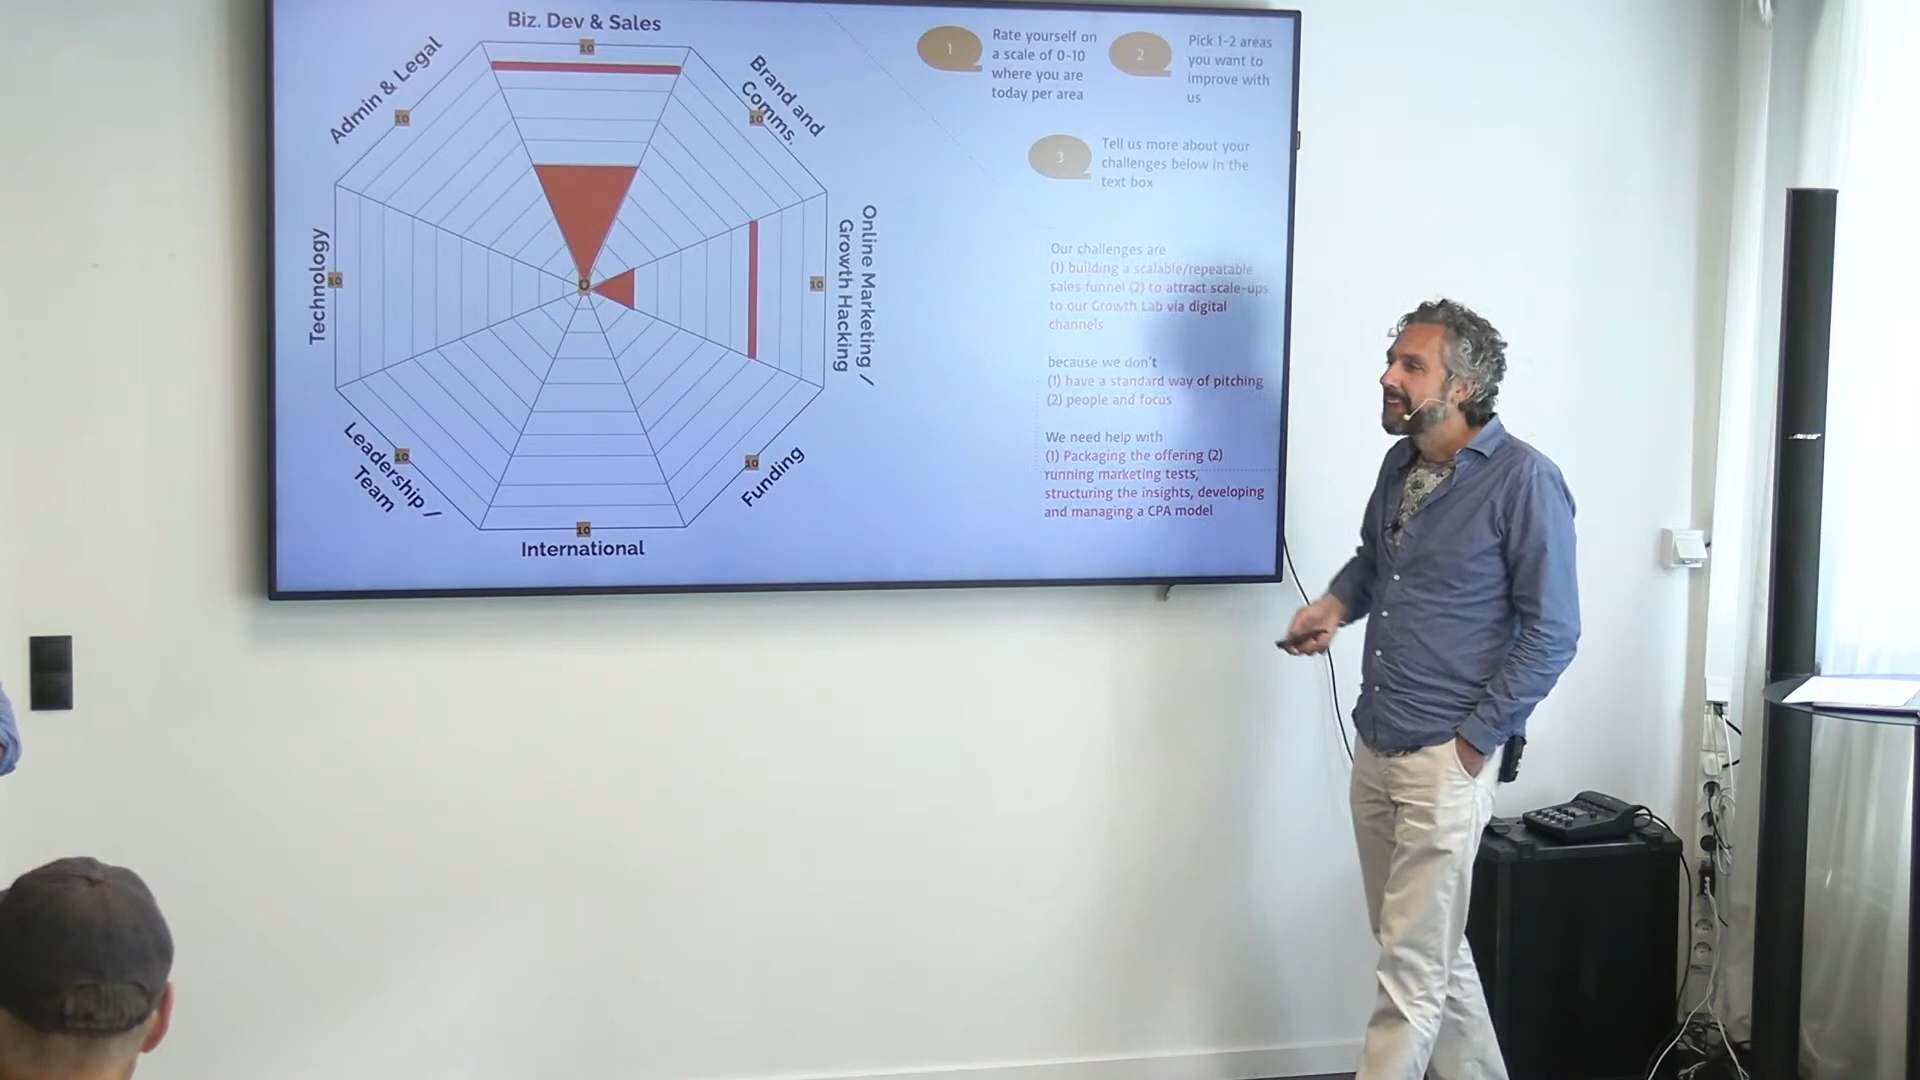 Biz. Dev & Sales
10
Admin & Legal
10
Brand and
Comms.
10
Technology
10
0
10
Online Marketing /
Growth Hacking
Leadership /
Team
10
Funding
10
10
International
1
Rate yourself on
a scale of 0-10
where you are
today per area
2
Pick 1-2 areas
you want to
improve with
us
3
Tell us more about your
challenges below in the
text box
Our challenges are
(1) building a scalable/repeatable
sales funnel (2) to attract scale-ups
to our Growth Lab via digital
channels
because we don't
(1) have a standard way of pitching
(2) people and focus
We need help with
(1) Packaging the offering (2)
running marketing tests,
structuring the insights, developing
and managing a CPA model